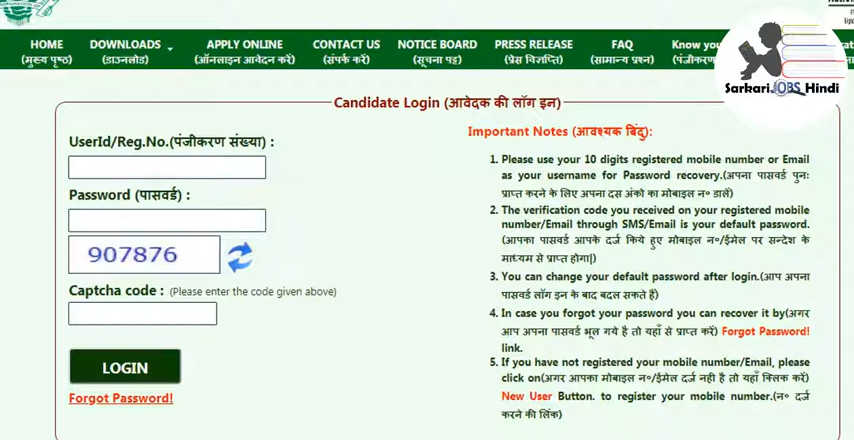 HOME DOWNLOADS APPLY ONLINE CONTACT US NOTICE BOARD PRESS RELEASE FAQ Know
(मुख्य पृष्ठ) (डाउनलोड) (ऑनलाइन आवेदन करें) (संपर्क करें) (सूचना पट्ट) (प्रेस विज्ञप्ति) (सामान्य प्रश्न)
SarkariJOBS Hindi
Candidate Login (आवेदक की लॉग इन)
UserId/Reg.No.(पंजीकरण संख्या) :
Password (पासवर्ड) :
907876
Captcha code : (Please enter the code given above)
LOGIN
Forgot Password!
Important Notes (आवश्यक बिंदु):
1. Please use your 10 digits registered mobile number or Email
as your username for Password recovery.(अपना पासवर्ड पुनः
प्राप्त करने के लिए अपना दस अंको का मोबाइल न० डालें)
2. The verification code you received on your registered mobile
number/Email through SMS/Email is your default password.
(आपका पासवर्ड आपके दर्ज किये हुए मोबाइल न०/ईमेल पर सन्देश के
माध्यम से प्राप्त होगा|)
3. You can change your default password after login.(आप अपना
पासवर्ड लॉग इन के बाद बदल सकते हैं)
4. In case you forgot your password you can recover it by(अगर
आप अपना पासवर्ड भूल गये है तो यहाँ से प्राप्त करें) Forgot Password!
link.
5. If you have not registered your mobile number/Email, please
click on(अगर आपका मोबाइल न०/ईमेल दर्ज नही है तो यहाँ क्लिक करें)
New User Button. to register your mobile number.(न० दर्ज
करने की लिंक)